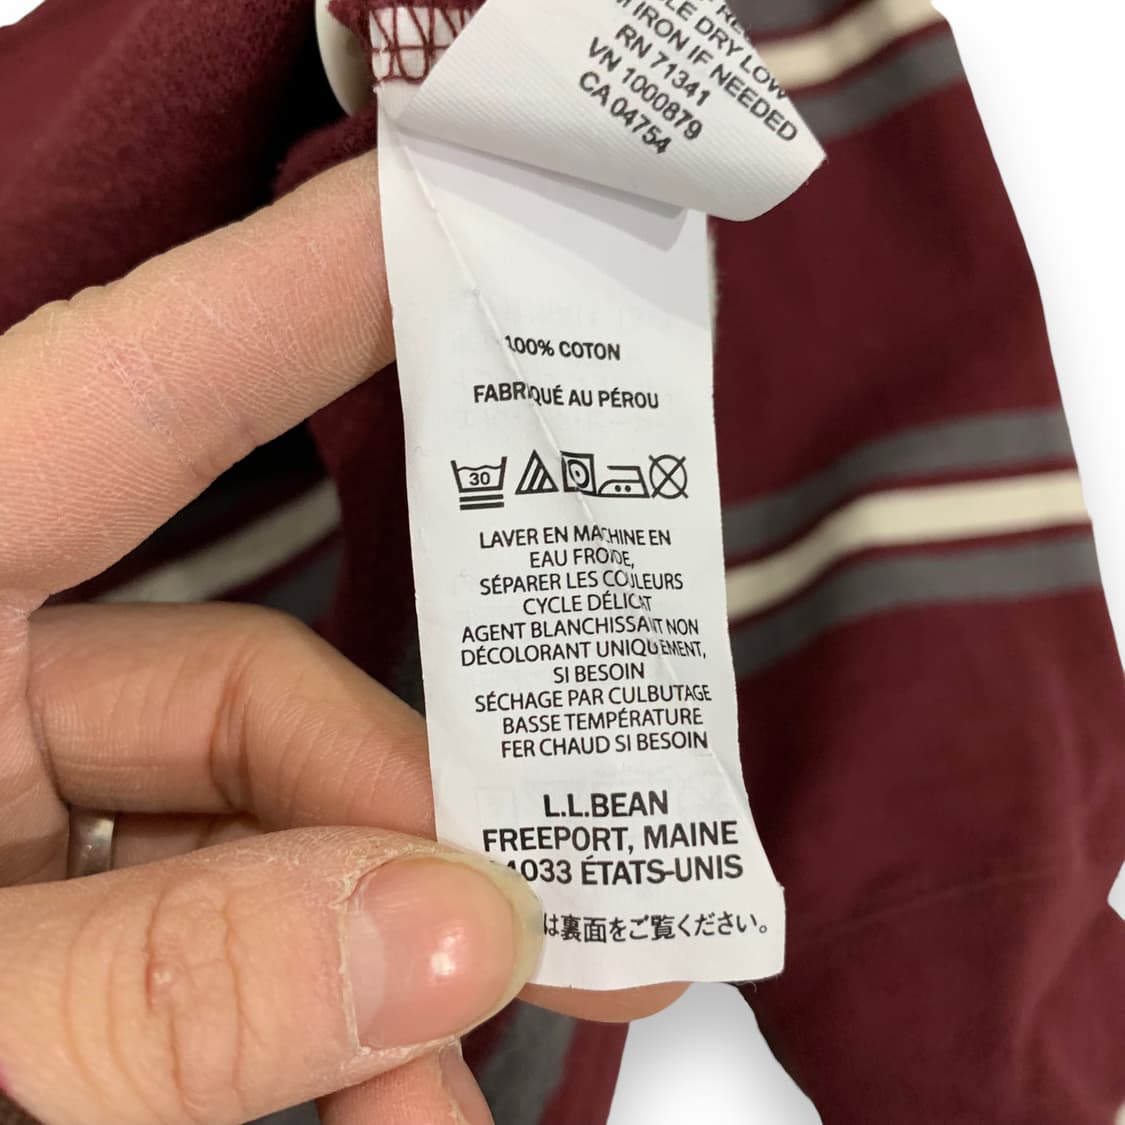 LE DRY LOW
IRON IF NEEDED
RN 71341
VN 1000879
CA 04754
100% COTON
FABRIQUÉ AU PÉROU
30
LAVER EN MACHINE EN
EAU FROIDE,
SÉPARER LES COULEURS
CYCLE DÉLICAT
AGENT BLANCHISSANT NON
DÉCOLORANT UNIQUEMENT,
SI BESOIN
SÉCHAGE PAR CULBUTAGE
BASSE TEMPÉRATURE
FER CHAUD SI BESOIN
L.L.BEAN
FREEPORT, MAINE
4033 ÉTATS-UNIS
は裏面をご覧ください。